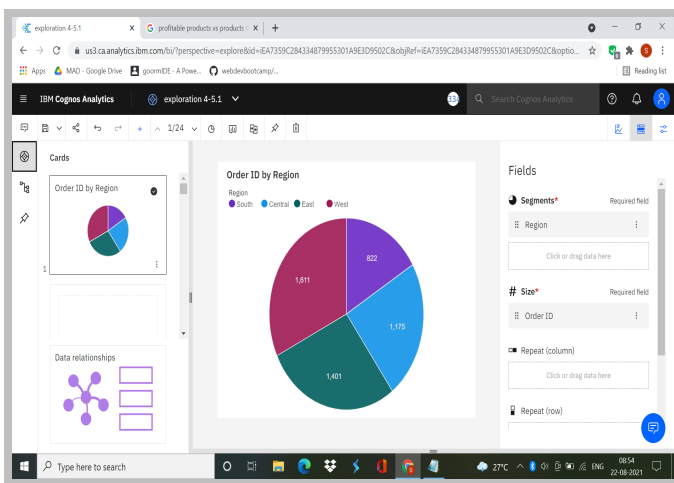 exploration 4-5.1
profitable products vs products
us3.ca.analytics.ibm.com/bi/?perspective=explore&id=iEA7359C284334879955301A9E3D9502C&objRef=iEA7359C284334879955301A9E3D9502C&optio...
Apps
MAD - Google Drive
goormIDE - A Powe...
webdevbootcamp/...
Reading list
IBM Cognos Analytics
exploration 4-5.1
Search Cognos Analytics
1/24
Cards
Order ID by Region
1
Data relationships
Order ID by Region
Region
South Central East West
822
1,611
1,175
1,401
Fields
Segments* Required field
Region
Click or drag data here
Size* Required field
Order ID
Repeat (column)
Click or drag data here
Repeat (row)
Type here to search
27°C
ENG
08:54
22-08-2021